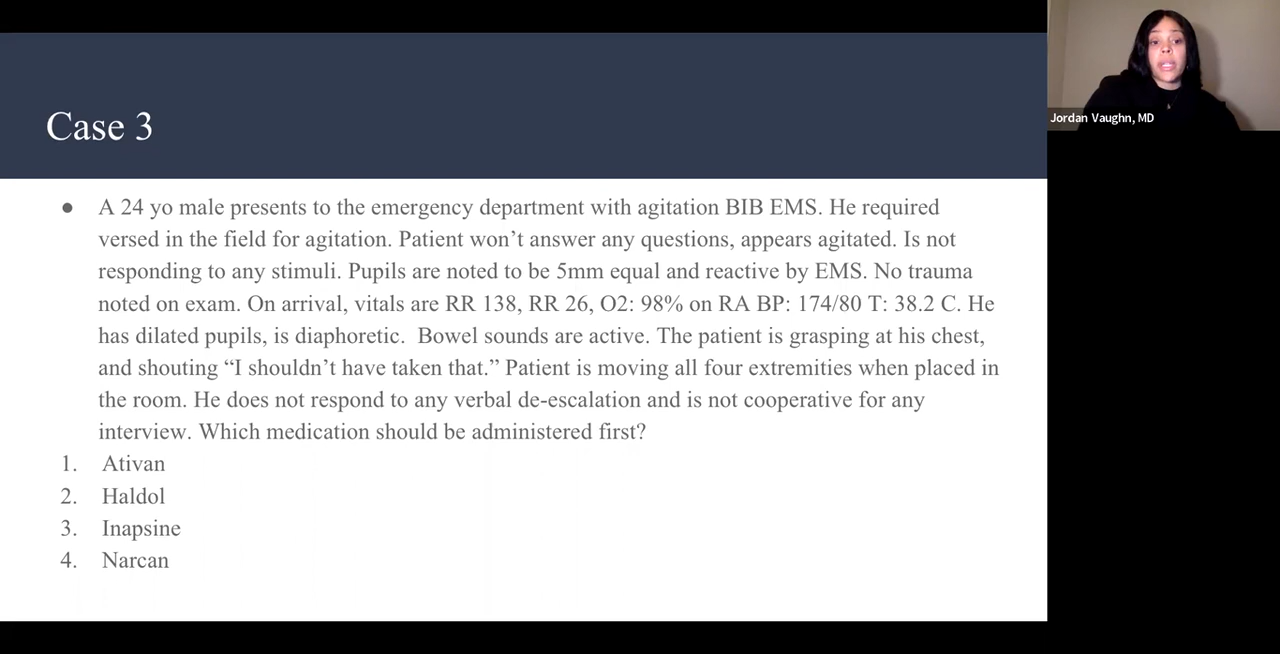 Case 3
Jordan Vaughn, MD
● A 24 yo male presents to the emergency department with agitation BIB EMS. He required
versed in the field for agitation. Patient won’t answer any questions, appears agitated. Is not
responding to any stimuli. Pupils are noted to be 5mm equal and reactive by EMS. No trauma
noted on exam. On arrival, vitals are RR 138, RR 26, O2: 98% on RA BP: 174/80 T: 38.2 C. He
has dilated pupils, is diaphoretic.  Bowel sounds are active. The patient is grasping at his chest,
and shouting “I shouldn’t have taken that.” Patient is moving all four extremities when placed in
the room. He does not respond to any verbal de-escalation and is not cooperative for any
interview. Which medication should be administered first?
1. Ativan
2. Haldol
3. Inapsine
4. Narcan